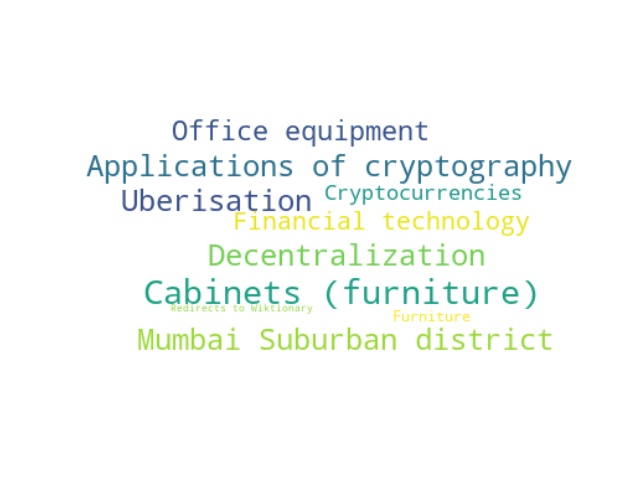 Office equipment
Applications of cryptography
Uberisation Cryptocurrencies
Financial technology
Decentralization
Cabinets (furniture)
Redirects to Wiktionary
Furniture
Mumbai Suburban district